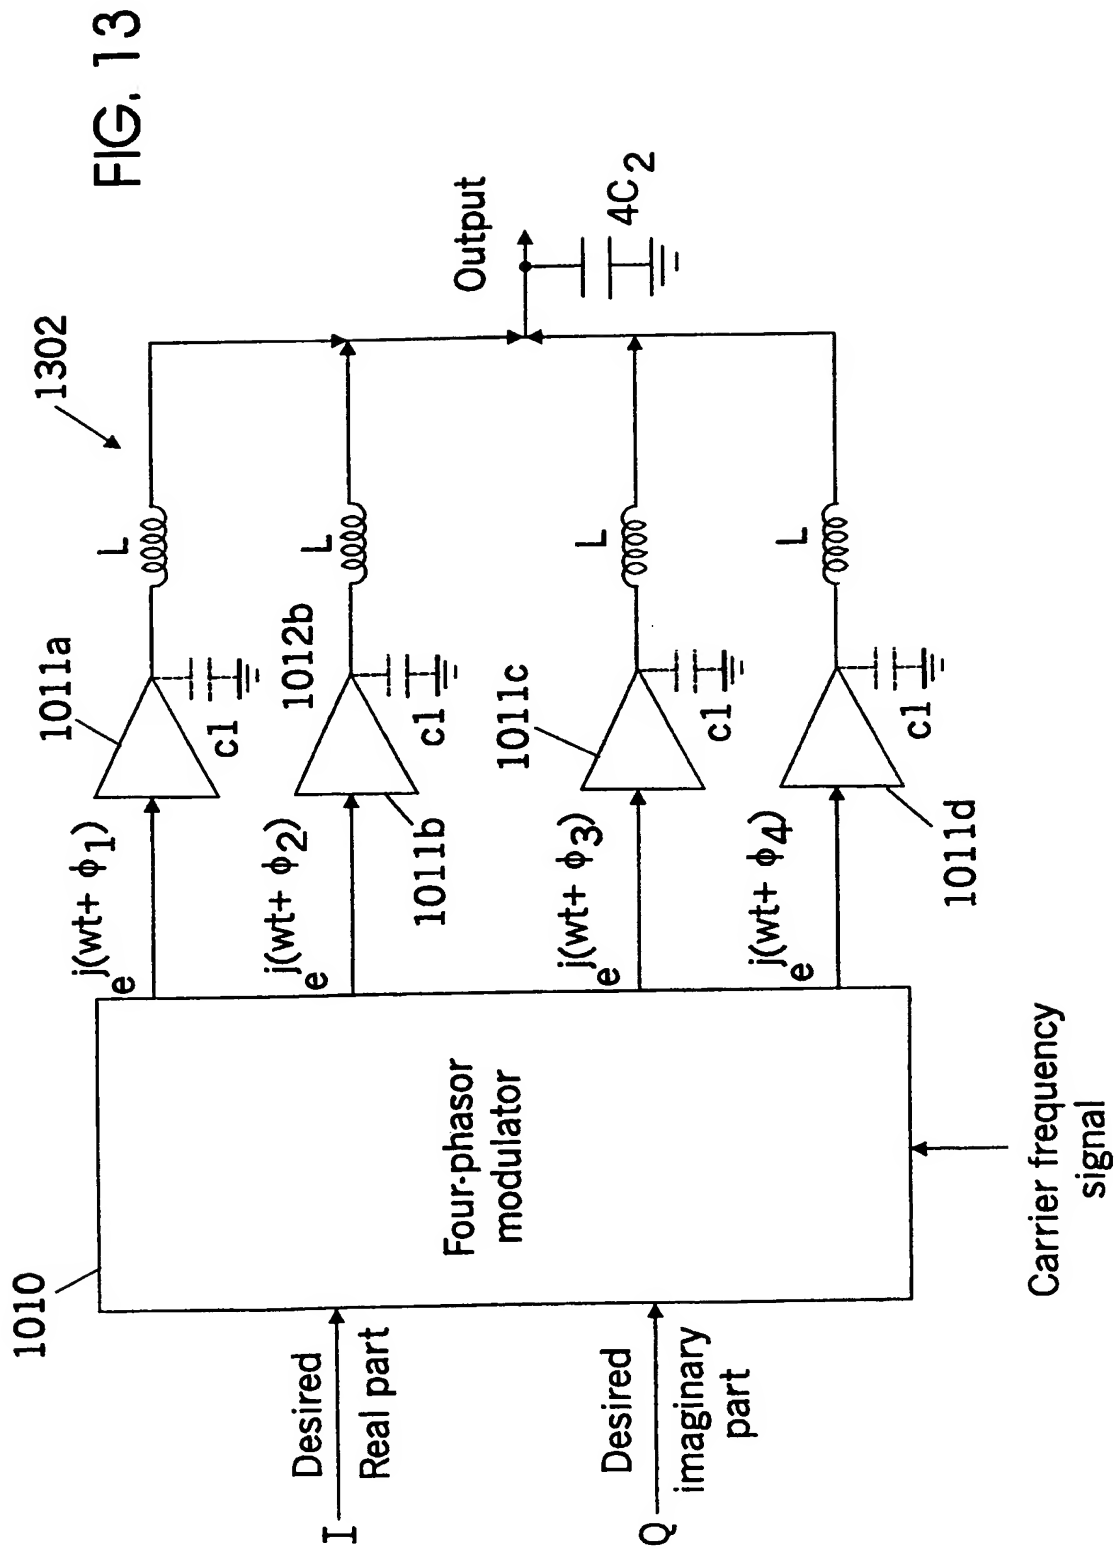 FIG. 13
1302
1010
I
Desired
Real part
Q
Desired
imaginary
part
Four-phasor
modulator
Carrier frequency
signal
e j(wt+ ϕ1)
1011a
c1
L
e j(wt+ ϕ2)
1011b
1012b
c1
L
e j(wt+ ϕ3)
1011c
c1
L
e j(wt+ ϕ4)
1011d
c1
L
Output
4C2